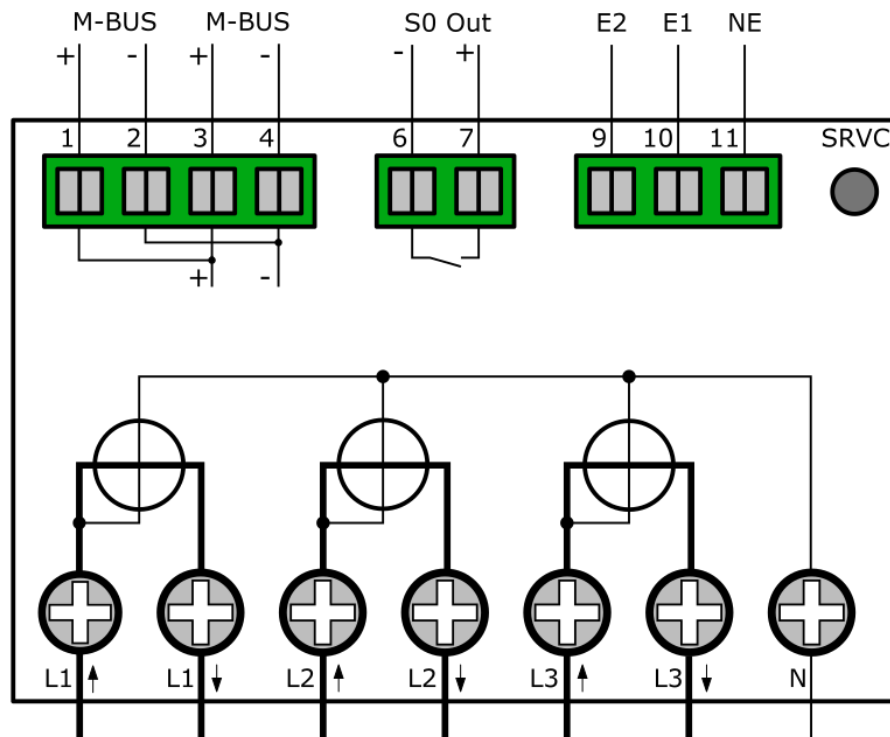 M-BUS M-BUS S0 Out E2 E1 NE
+ - + - - +
1 2 3 4 6 7 9 10 11 SRVC
+ -
L1 L1 L2 L2 L3 L3 N